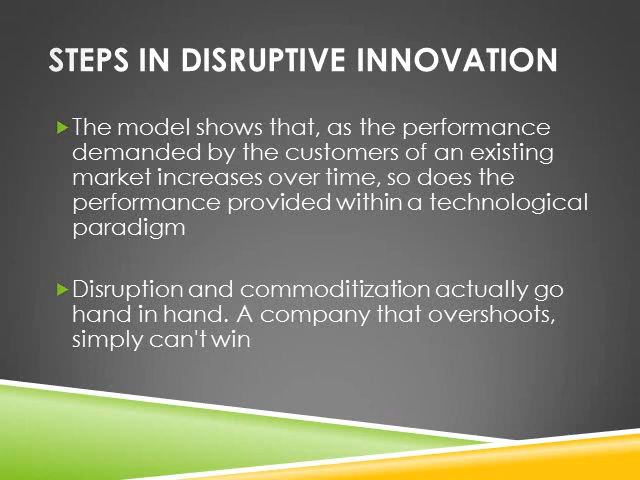 STEPS IN DISRUPTIVE INNOVATION
The model shows that, as the performance
demanded by the customers of an existing
market increases over time, so does the
performance provided within a technological
paradigm
Disruption and commoditization actually go
hand in hand. A company that overshoots,
simply can't win